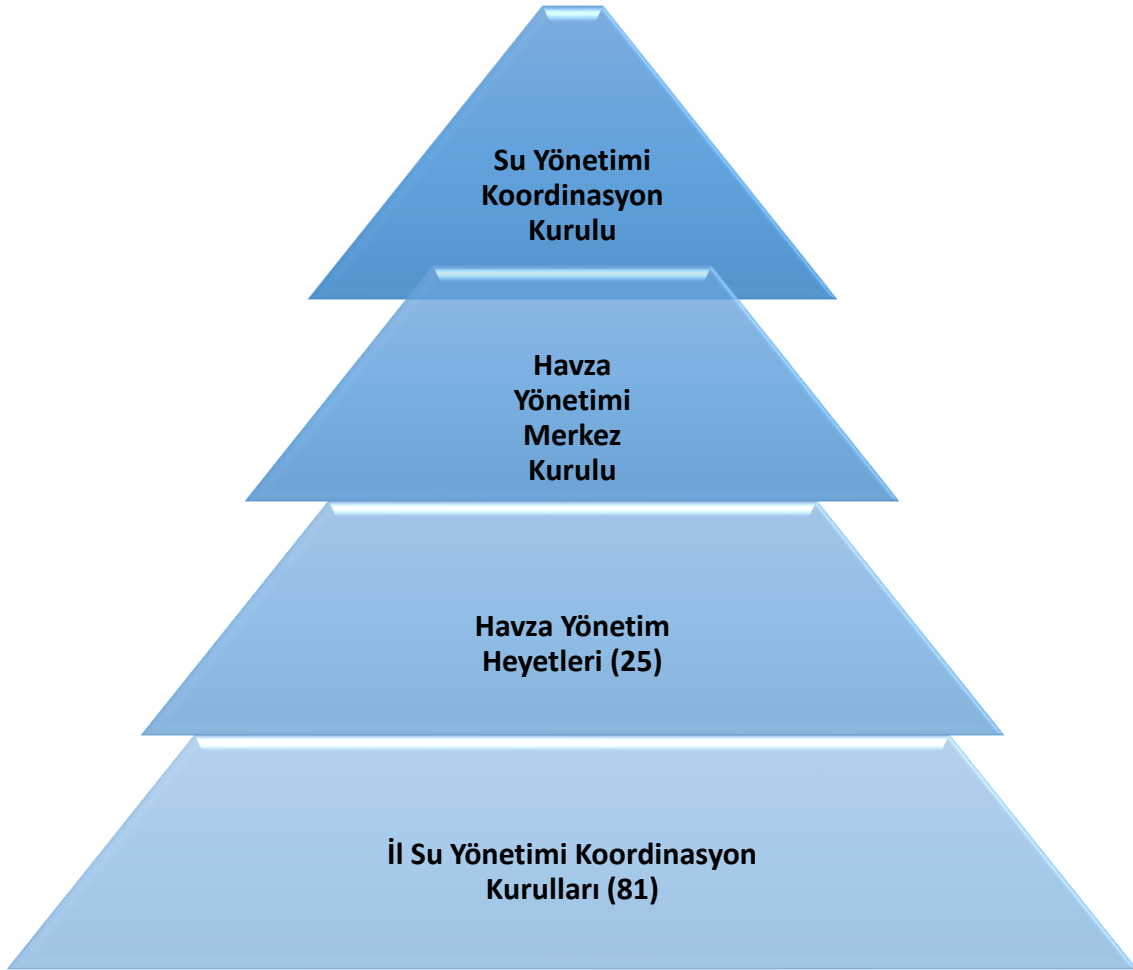 Su Yönetimi
Koordinasyon
Kurulu
Havza
Yönetimi
Merkez
Kurulu
Havza Yönetim
Heyetleri (25)
İl Su Yönetimi Koordinasyon
Kurulları (81)